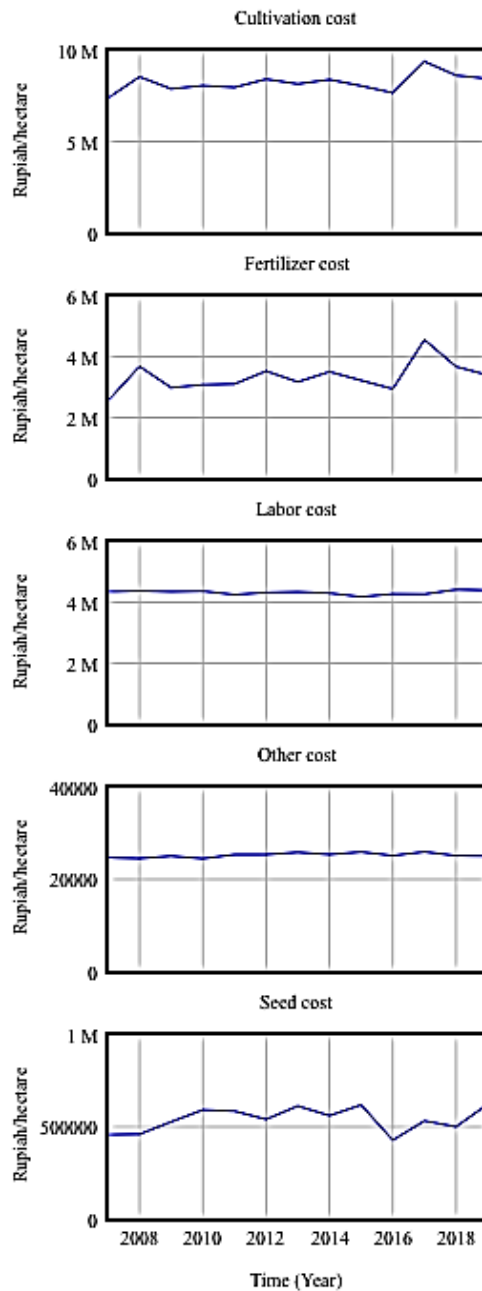 Cultivation cost
10 M
5 M
0
Rupiah/hectare
Fertilizer cost
6 M
4 M
2 M
0
Rupiah/hectare
Labor cost
6 M
4 M
2 M
0
Rupiah/hectare
Other cost
40000
20000
0
Rupiah/hectare
Seed cost
1 M
500000
0
Rupiah/hectare
2008 2010 2012 2014 2016 2018
Time (Year)